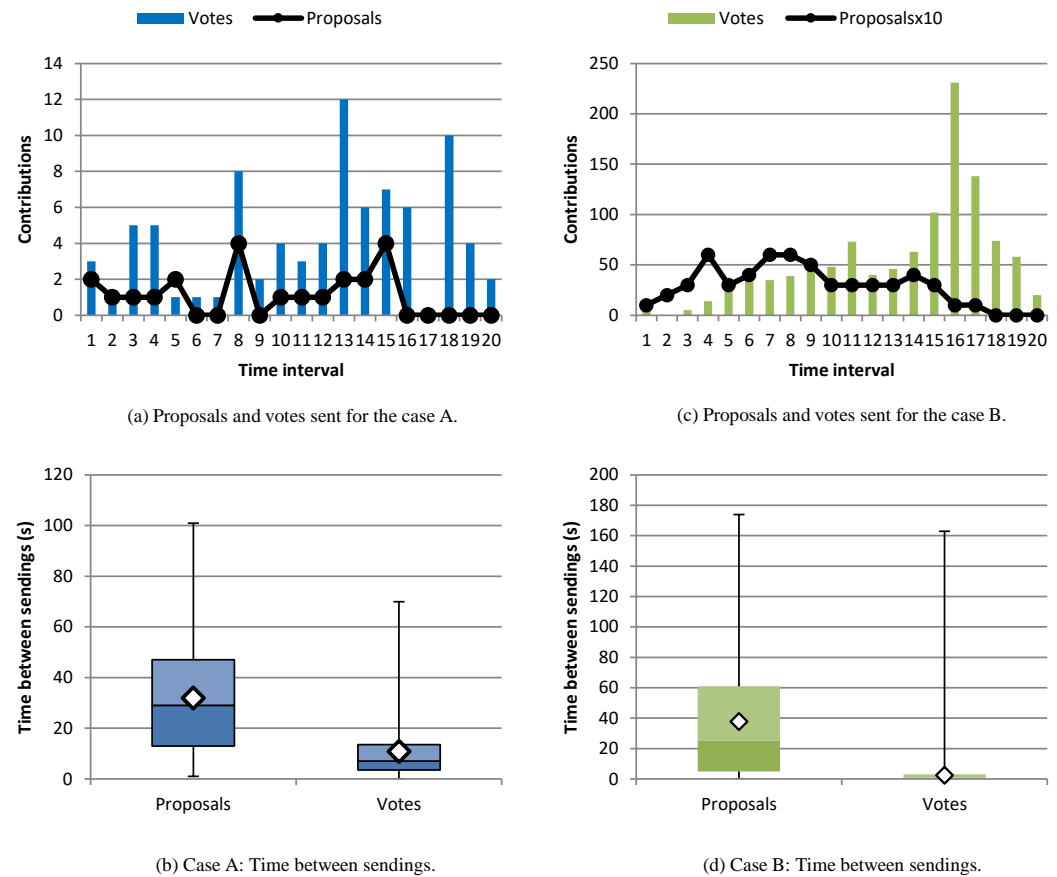 Votes Proposals
14
12
10
8
6
4
2
0
Contributions
1 2 3 4 5 6 7 8 9 10 11 12 13 14 15 16 17 18 19 20
Time interval
(a) Proposals and votes sent for the case A.
Votes Proposalsx10
250
200
150
100
50
0
Contributions
1 2 3 4 5 6 7 8 9 10 11 12 13 14 15 16 17 18 19 20
Time interval
(c) Proposals and votes sent for the case B.
120
100
80
60
40
20
0
Time between sendings (s)
Proposals Votes
(b) Case A: Time between sendings.
200
180
160
140
120
100
80
60
40
20
0
Time between sendings (s)
Proposals Votes
(d) Case B: Time between sendings.